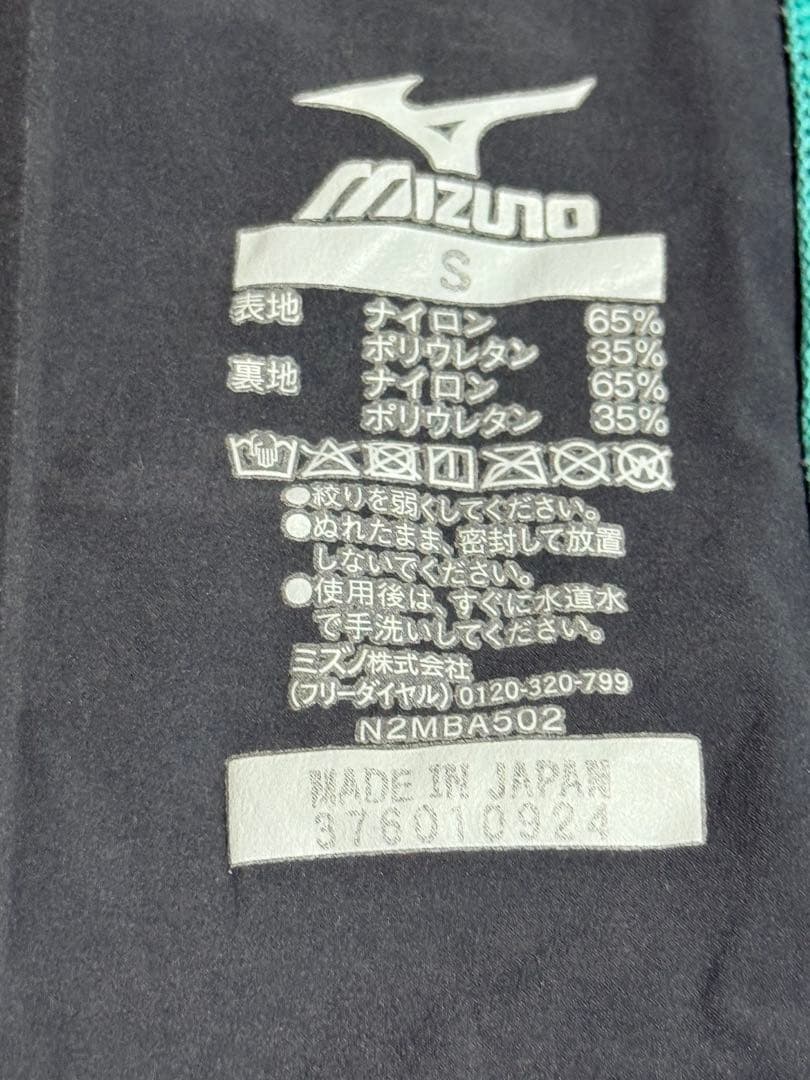 MIZUNO
S
表地 ナイロン 65%
ポリウレタン 35%
裏地 ナイロン 65%
ポリウレタン 35%
●絞りを弱くしてください。
●ぬれたまま、密封して放置
しないでください。
●使用後は、すぐに水道水
で手洗いしてください。
ミズノ株式会社
(フリーダイヤル) 0120-320-799
N2MBA502
MADE IN JAPAN
376010924